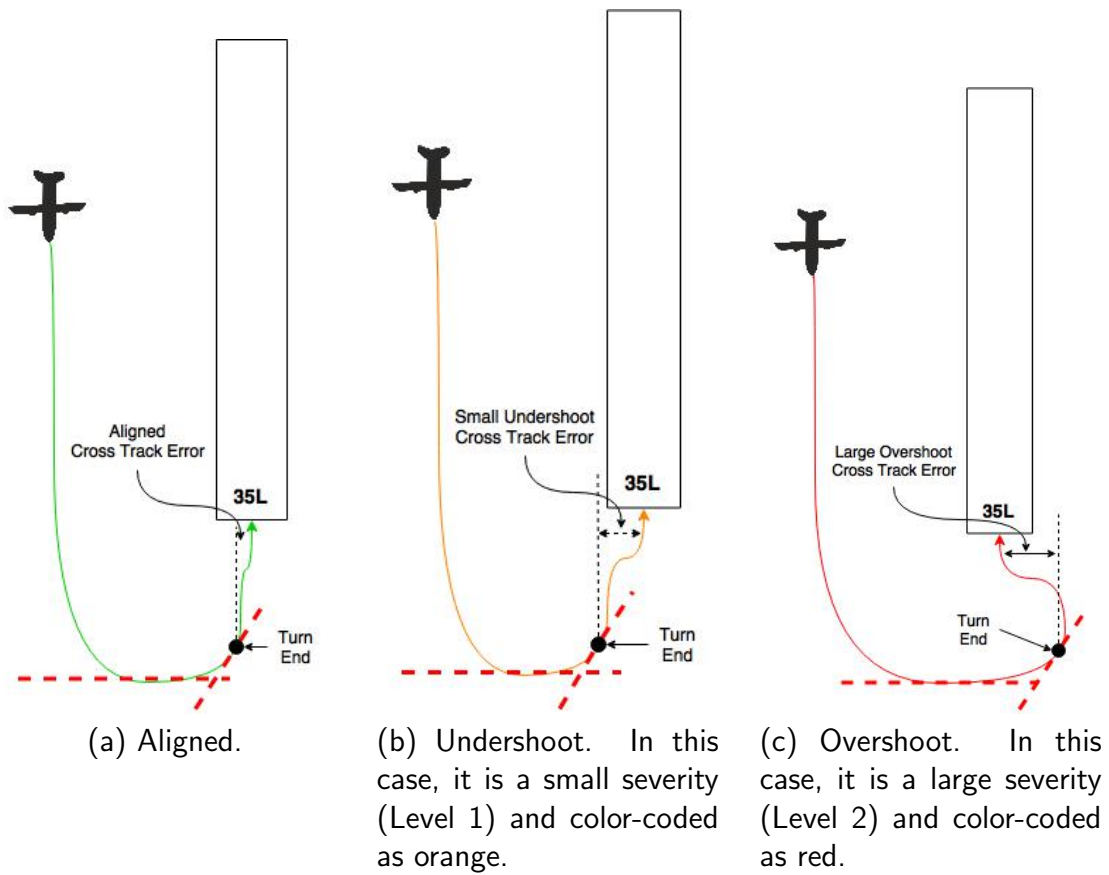 Aligned
Cross Track Error
35L
Turn
End
(a) Aligned.
Small Undershoot
Cross Track Error
35L
Turn
End
(b) Undershoot. In this
case, it is a small severity
(Level 1) and color-coded
as orange.
Large Overshoot
Cross Track Error
35L
Turn
End
(c) Overshoot. In this
case, it is a large severity
(Level 2) and color-coded
as red.